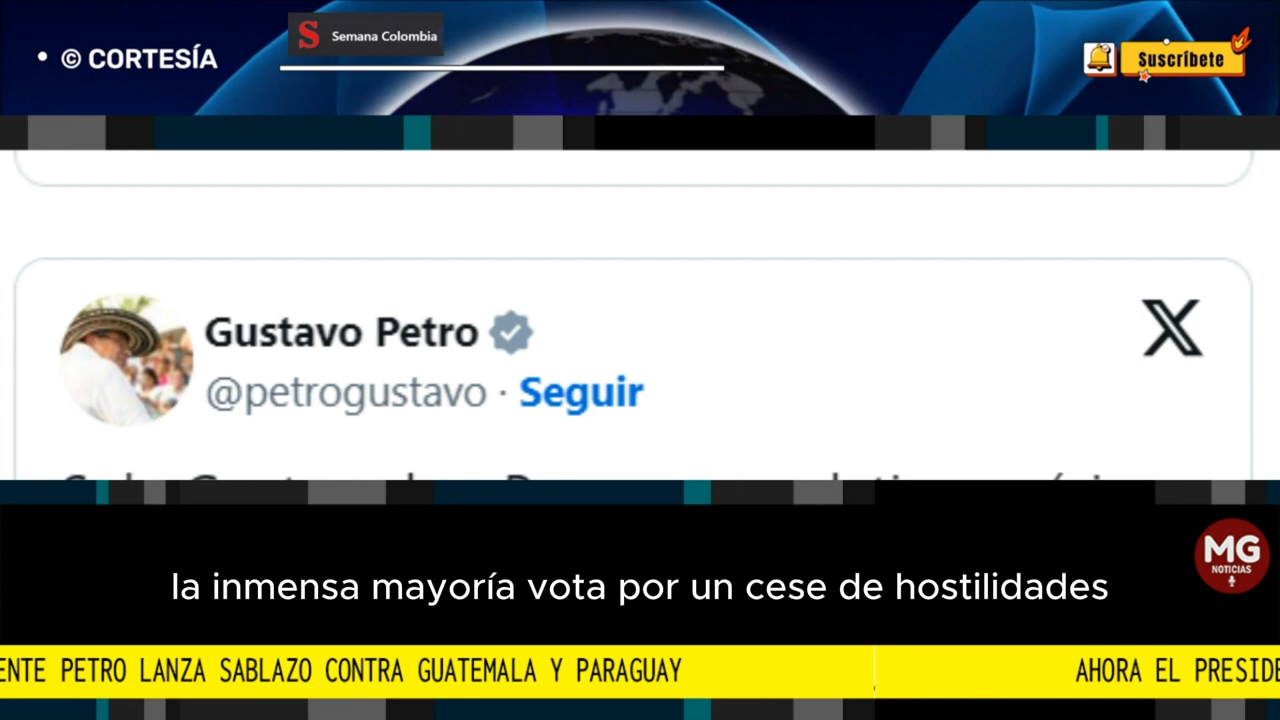 • © CORTESÍA
S Semana Colombia
Suscríbete
Gustavo Petro
@petrogustavo · Seguir
la inmensa mayoría vota por un cese de hostilidades
MG
NOTICIAS
ENTE PETRO LANZA SABLAZO CONTRA GUATEMALA Y PARAGUAY
AHORA EL PRESIDE